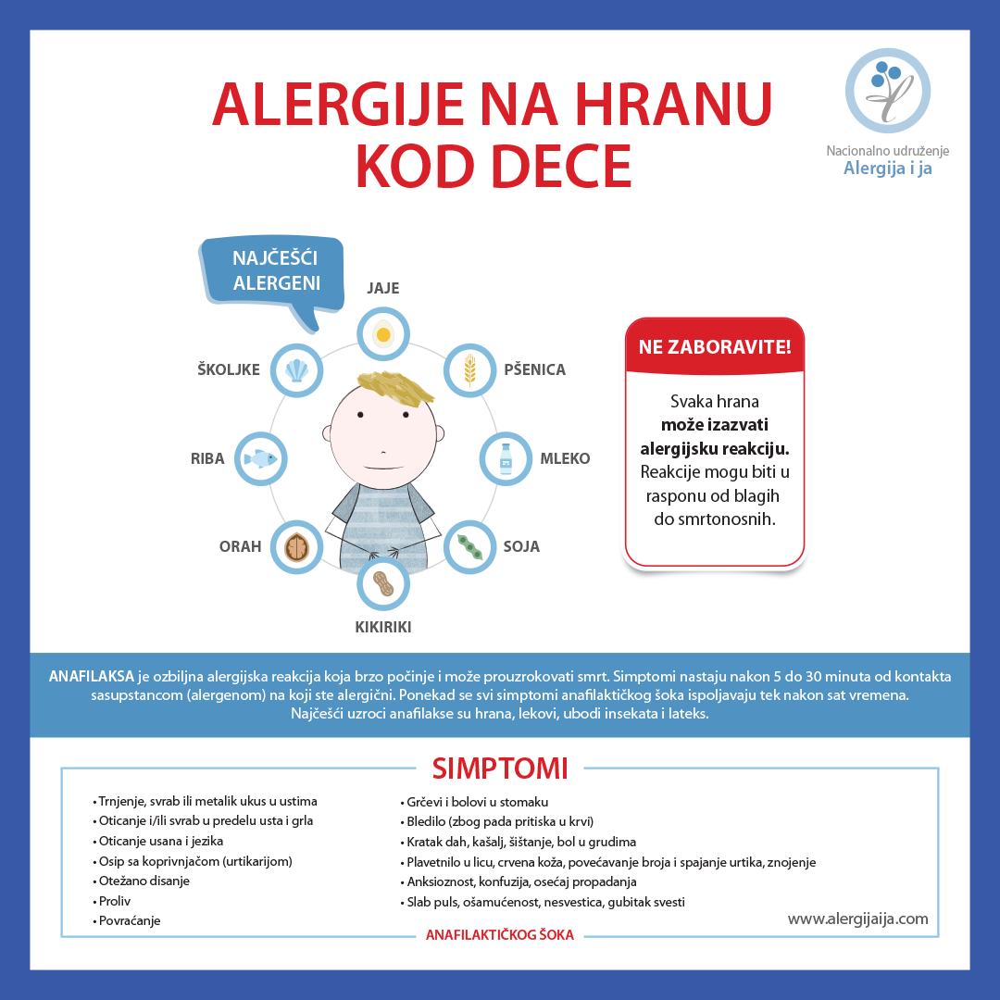 ALERGIJE NA HRANU
KOD DECE
Nacionalno udruženje
Alergija i ja
NAJČEŠĆI
ALERGENI
JAJE
ŠKOLJKE
PŠENICA
RIBA
MLEKO
ORAH
SOJA
KIKIRIKI
NE ZABORAVITE!
Svaka hrana
može izazvati
alergijsku reakciju.
Reakcije mogu biti u
rasponu od blagih
do smrtonosnih.
ANAFILAKSA je ozbiljna alergijska reakcija koja brzo počinje i može prouzrokovati smrt. Simptomi nastaju nakon 5 do 30 minuta od kontakta
sasupstancom (alergenom) na koji ste alergični. Ponekad se svi simptomi anafilaktičkog šoka ispoljavaju tek nakon sat vremena.
Najčešći uzroci anafilakse su hrana, lekovi, ubodi insekata i lateks.
SIMPTOMI
• Trnjenje, svrab ili metalik ukus u ustima
• Oticanje i/ili svrab u predelu usta i grla
• Oticanje usana i jezika
• Osip sa koprivnjačom (urtikarijom)
• Otežano disanje
• Proliv
• Povraćanje
• Grčevi i bolovi u stomaku
• Bledilo (zbog pada pritiska u krvi)
• Kratak dah, kašalj, šištanje, bol u grudima
• Plavetnilo u licu, crvena koža, povećavanje broja i spajanje urtika, znojenje
• Anksioznost, konfuzija, osećaj propadanja
• Slab puls, ošamućenost, nesvestica, gubitak svesti
www.alergijaija.com
ANAFILAKTIČKOG ŠOKA